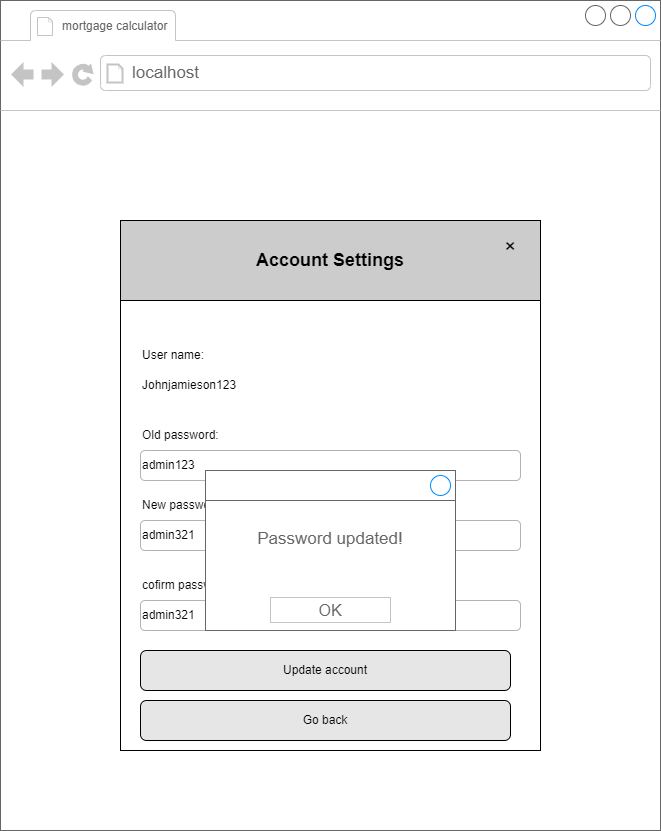 mortgage calculator
localhost
Account Settings
×
User name:
Johnjamieson123
Old password:
admin123
New passw
admin321
Password updated!
cofirm pass
admin321
OK
Update account
Go back